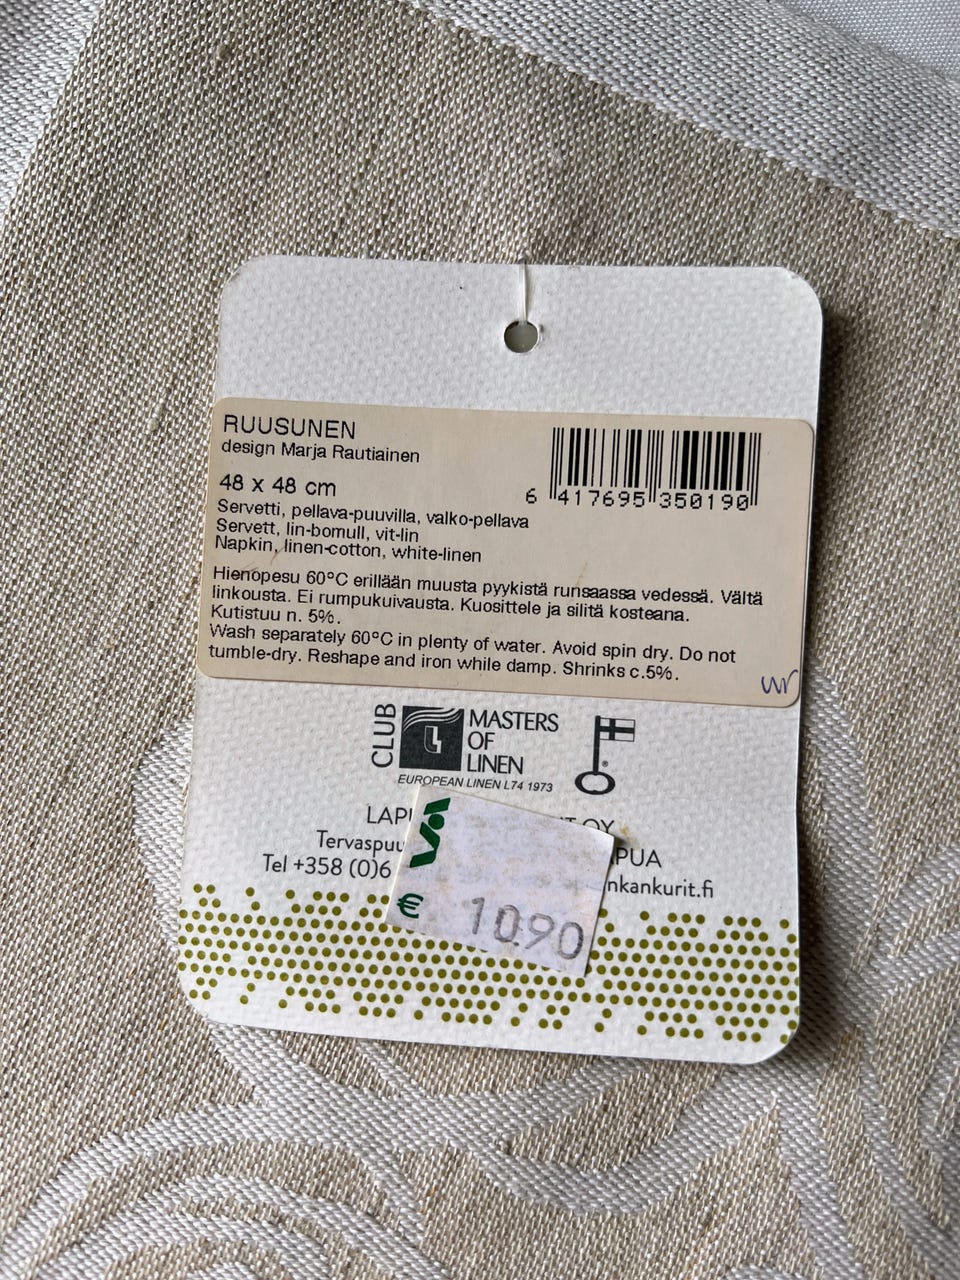 RUUSUNEN
design Marja Rautiainen
48 x 48 cm
Servetti, pellava-puuvilla, valko-pellava
Servett, lin-bomull, vit-lin
Napkin, linen-cotton, white-linen
6 417695 350190
Hienopesu 60°C erillään muusta pyykistä runsaassa vedessä. Vältä
linkousta. Ei rumpukuivausta. Kuosittele ja silitä kosteana.
Kutistuu n. 5%.
Wash separately 60°C in plenty of water. Avoid spin dry. Do not
tumble-dry. Reshape and iron while damp. Shrinks c.5%.
CLUB
MASTERS
OF
LINEN
EUROPEAN LINEN L74 1973
®
OY
Tel +358 (0)6
€ 10.90